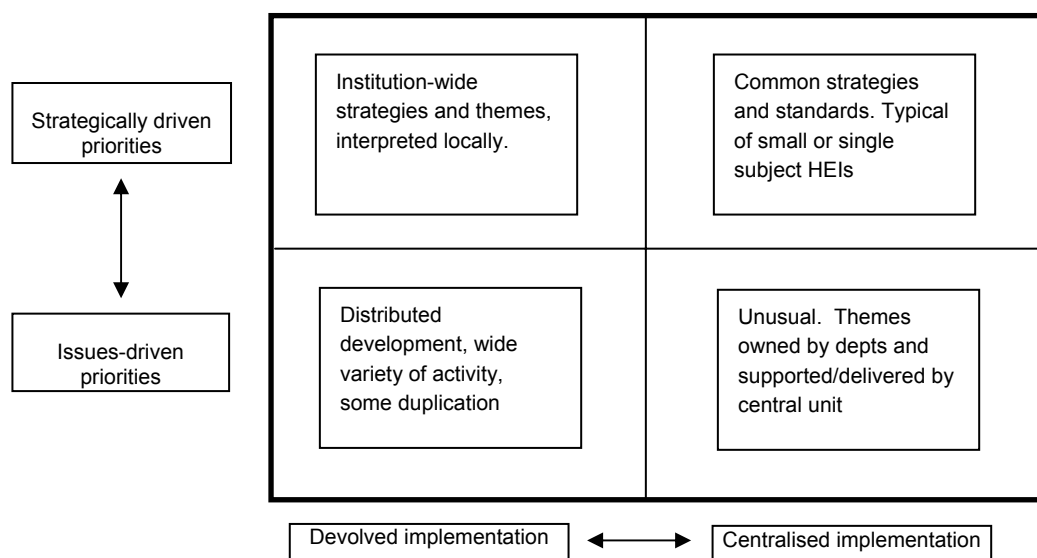 Institution-wide
strategies and themes,
interpreted locally.
Common strategies
and standards. Typical
of small or single
subject HEIs
Strategically driven
priorities
Distributed
development, wide
variety of activity,
some duplication
Unusual.  Themes
owned by depts and
supported/delivered by
central unit
Issues-driven
priorities
Devolved implementation
Centralised implementation